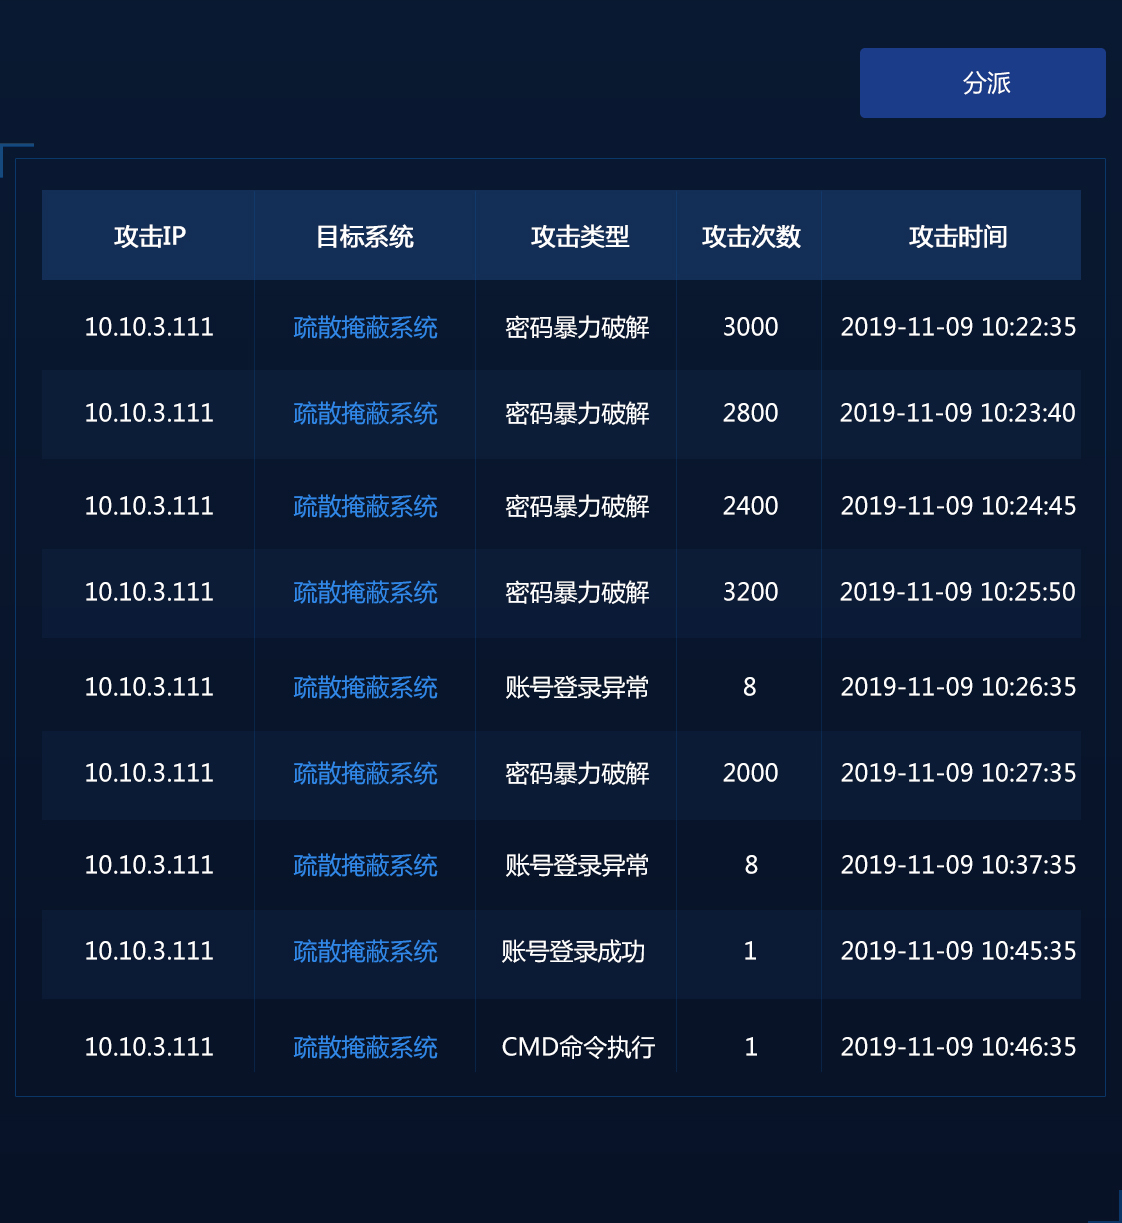 分派
攻击IP 目标系统 攻击类型 攻击次数 攻击时间
10.10.3.111 疏散掩蔽系统 密码暴力破解 3000 2019-11-09 10:22:35
10.10.3.111 疏散掩蔽系统 密码暴力破解 2800 2019-11-09 10:23:40
10.10.3.111 疏散掩蔽系统 密码暴力破解 2400 2019-11-09 10:24:45
10.10.3.111 疏散掩蔽系统 密码暴力破解 3200 2019-11-09 10:25:50
10.10.3.111 疏散掩蔽系统 账号登录异常 8 2019-11-09 10:26:35
10.10.3.111 疏散掩蔽系统 密码暴力破解 2000 2019-11-09 10:27:35
10.10.3.111 疏散掩蔽系统 账号登录异常 8 2019-11-09 10:37:35
10.10.3.111 疏散掩蔽系统 账号登录成功 1 2019-11-09 10:45:35
10.10.3.111 疏散掩蔽系统 CMD命令执行 1 2019-11-09 10:46:35